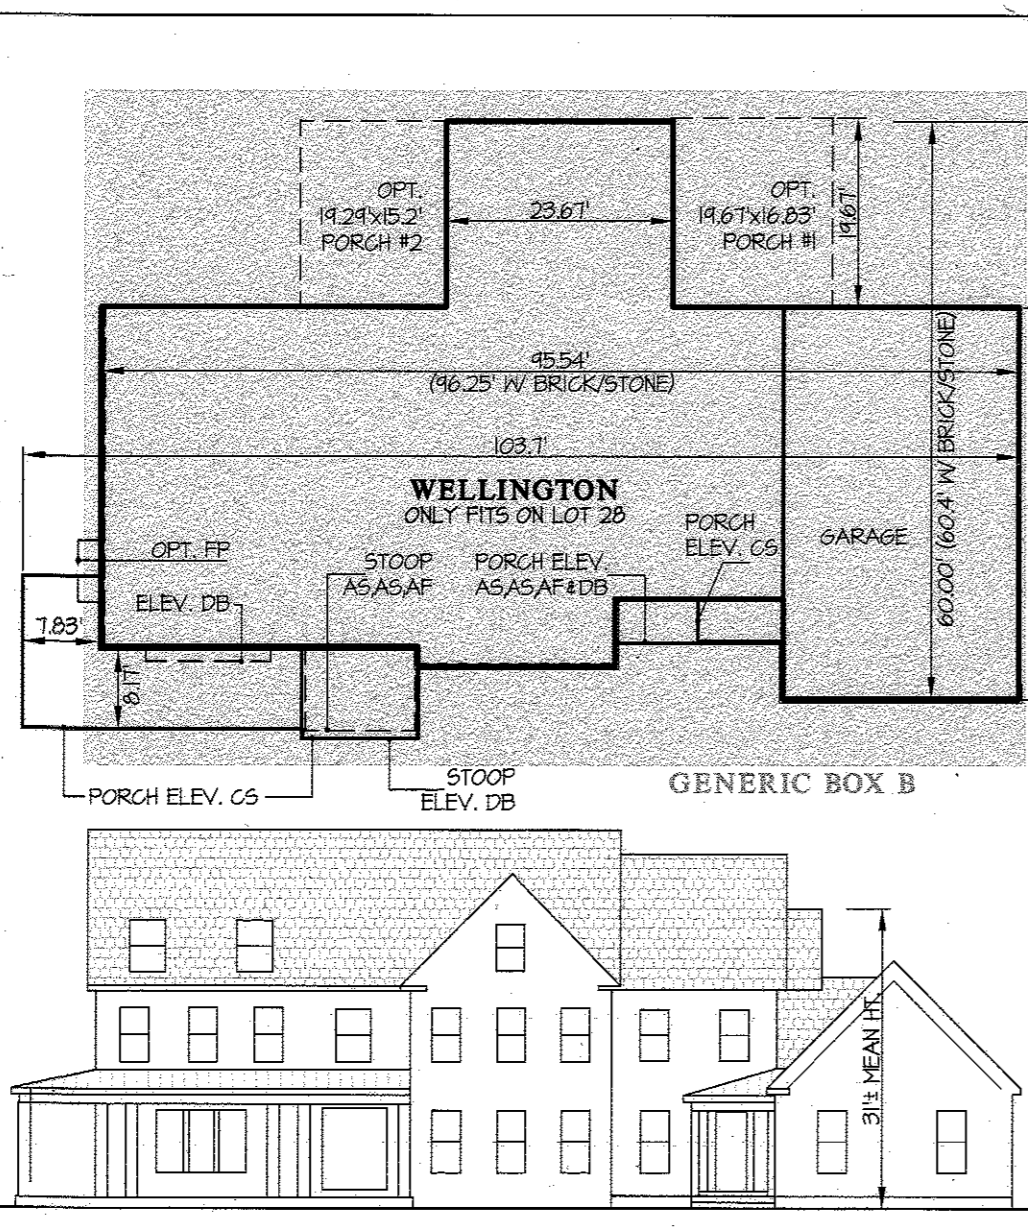 OPT.
19.29'x15.2'
PORCH #2
23.67'
OPT.
19.67'x16.83'
PORCH #1
19.67'
95.54'
(96.25' W/ BRICK/STONE)
103.7'
60.00' (60.4' W/ BRICK/STONE)
WELLINGTON
ONLY FITS ON LOT 28
PORCH
ELEV. CS
GARAGE
OPT. FP
STOOP
AS,AS,AF
PORCH ELEV.
AS,AS,AF&DB
ELEV. DB
7.83'
8.17'
PORCH ELEV. CS
STOOP
ELEV. DB
GENERIC BOX B
31'± MEAN HT.